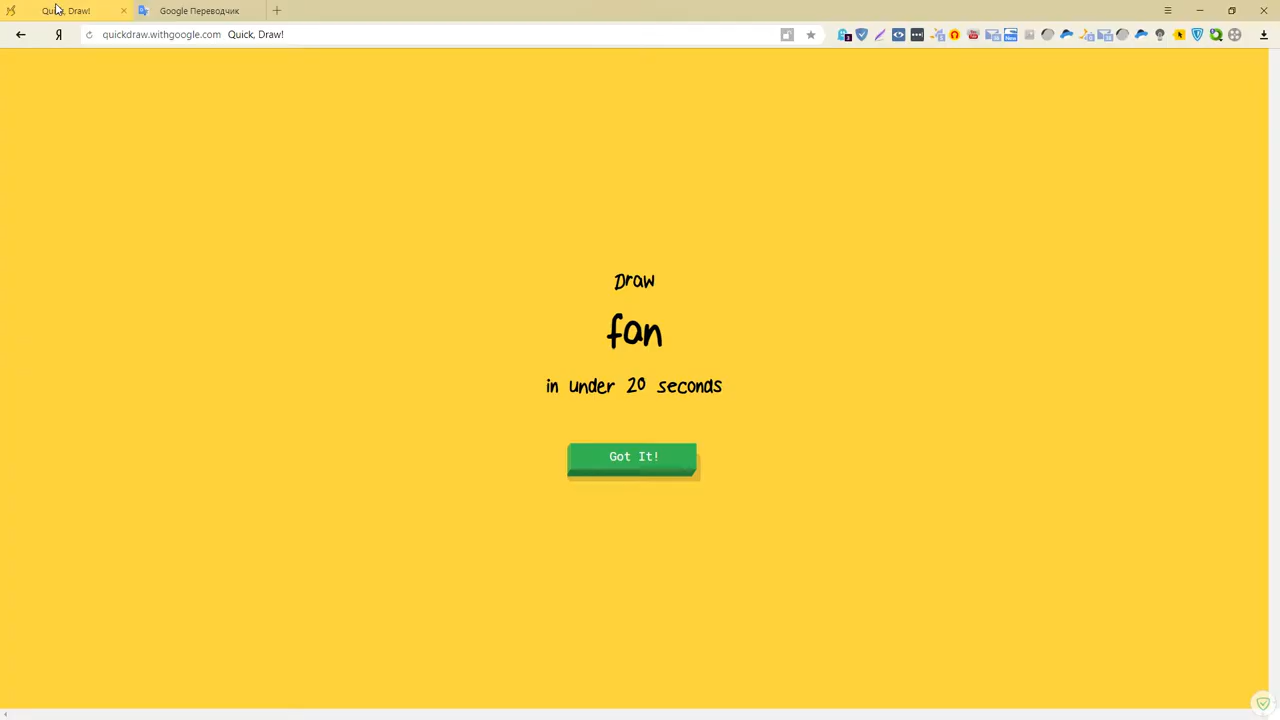 Quick, Draw!
Google Переводчик
Я
quickdraw.withgoogle.com Quick, Draw!
Draw
fan
in under 20 seconds
Got It!